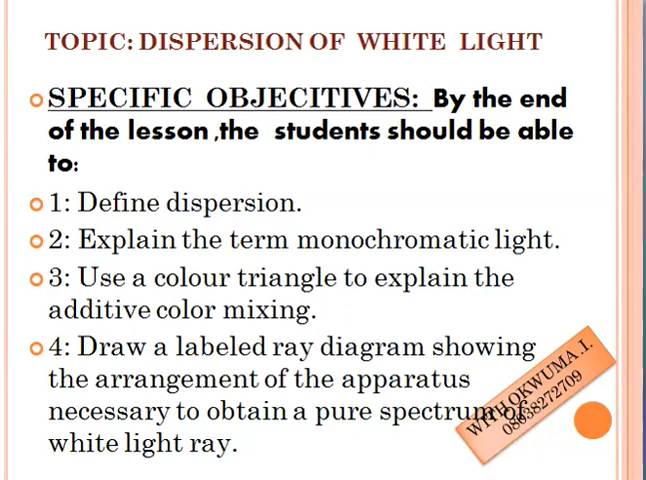 TOPIC: DISPERSION OF WHITE LIGHT
SPECIFIC OBJECITIVES: By the end
of the lesson ,the students should be able
to:
1: Define dispersion.
2: Explain the term monochromatic light.
3: Use a colour triangle to explain the
additive color mixing.
4: Draw a labeled ray diagram showing
the arrangement of the apparatus
necessary to obtain a pure spectrum of
white light ray.
WITH OKWUMA .I.
08038272709